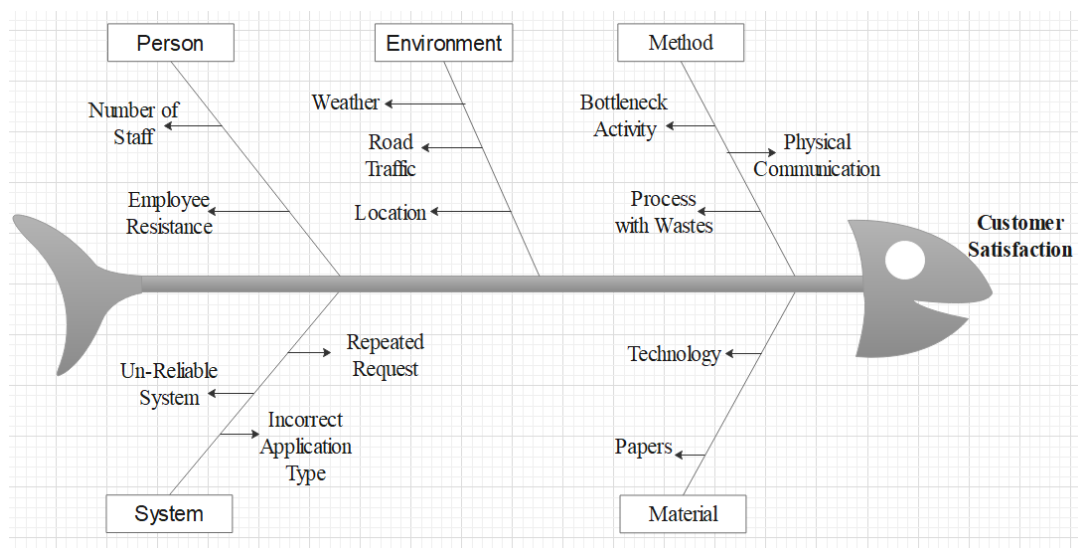 Person
Environment
Method
Number of
Staff
Employee
Resistance
Weather
Road
Traffic
Location
Bottleneck
Activity
Physical
Communication
Process
with Wastes
Customer
Satisfaction
Repeated
Request
Un-Reliable
System
Incorrect
Application
Type
Technology
Papers
System
Material